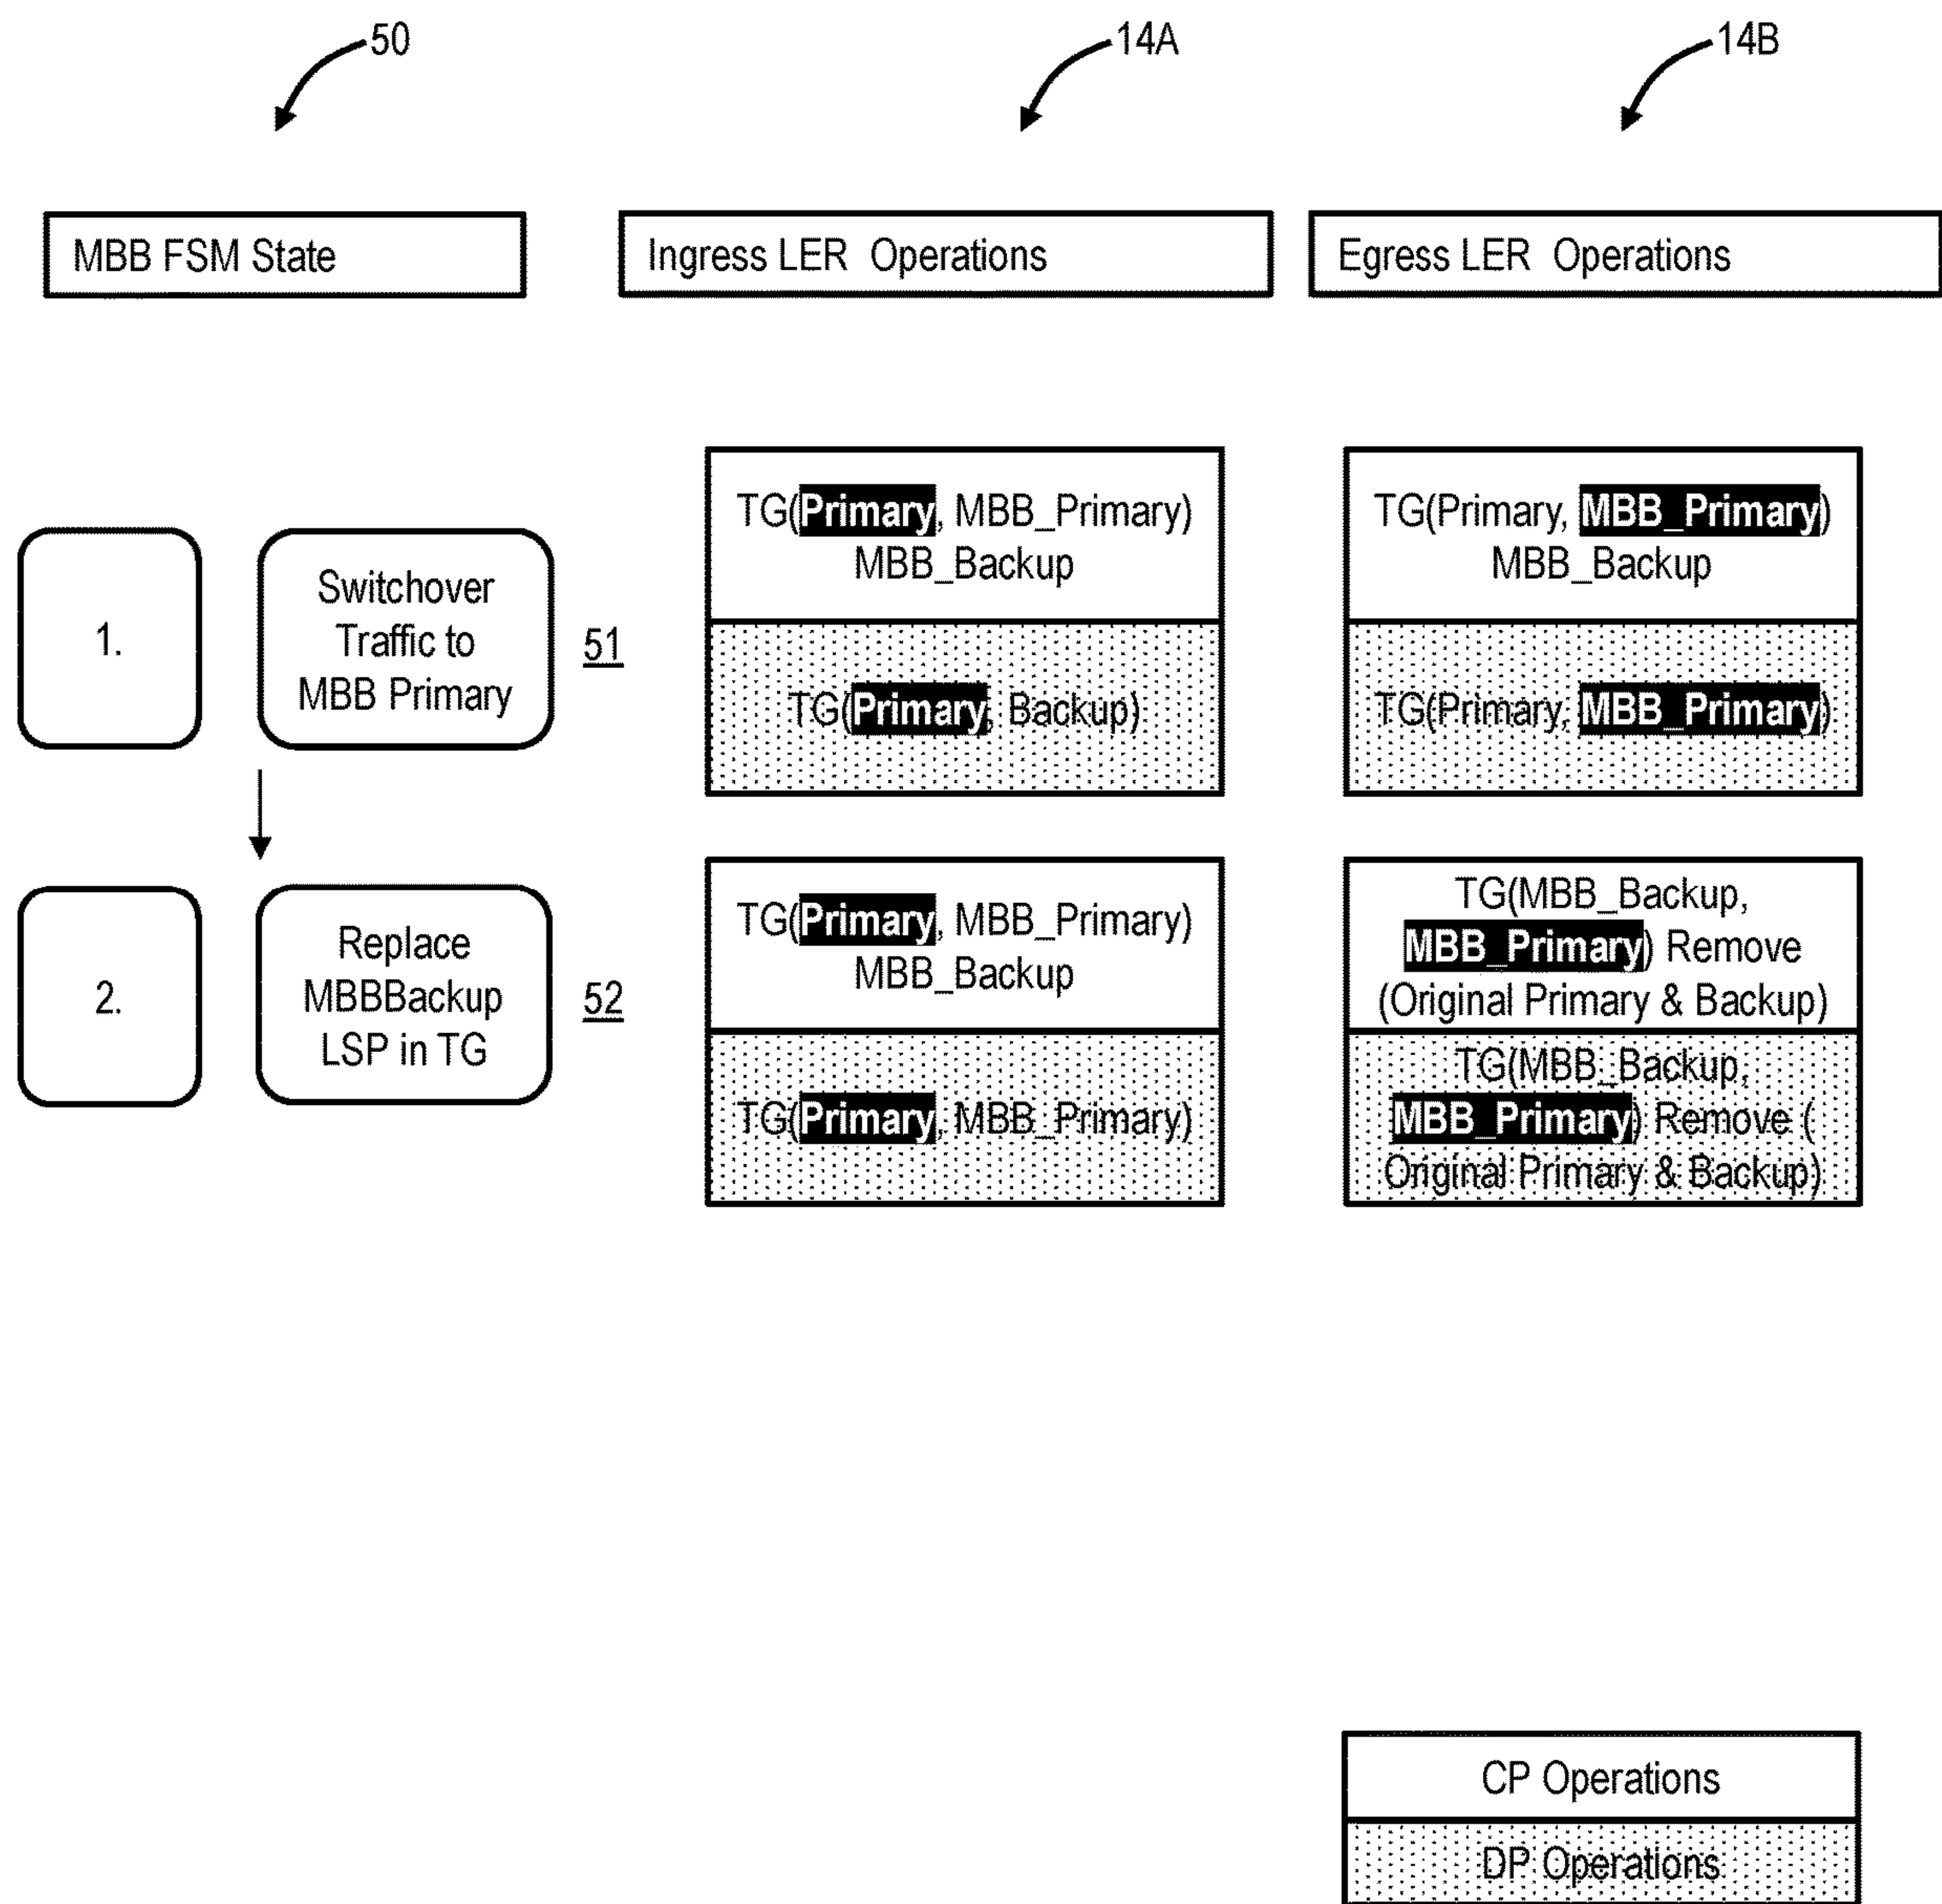 50
14A
14B
MBB FSM State
Ingress LER Operations
Egress LER Operations
1.
Switchover
Traffic to
MBB Primary
51
TG(Primary, MBB_Primary)
MBB_Backup
TG(Primary, Backup)
TG(Primary, MBB_Primary)
MBB_Backup
TG(Primary, MBB_Primary)
2.
Replace
MBBBackup
LSP in TG
52
TG(Primary, MBB_Primary)
MBB_Backup
TG(Primary, MBB_Primary)
TG(MBB_Backup,
MBB_Primary) Remove
(Original Primary & Backup)
TG(MBB_Backup,
MBB_Primary) Remove (
Original Primary & Backup)
CP Operations
DP Operations